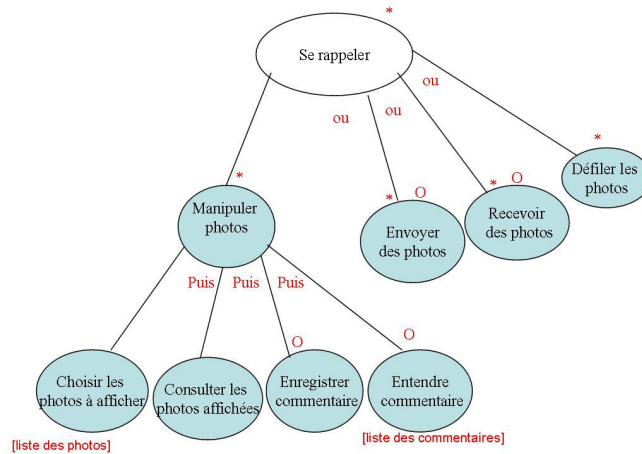 *
Se rappeler
ou
ou
ou
*
Défiler les
photos
*
Manipuler
photos
* O
Envoyer
des photos
* O
Recevoir
des photos
Puis
Puis
Puis
O
O
Choisir les
photos à afficher
Consulter les
photos affichées
Enregistrer
commentaire
Entendre
commentaire
[liste des photos]
[liste des commentaires]